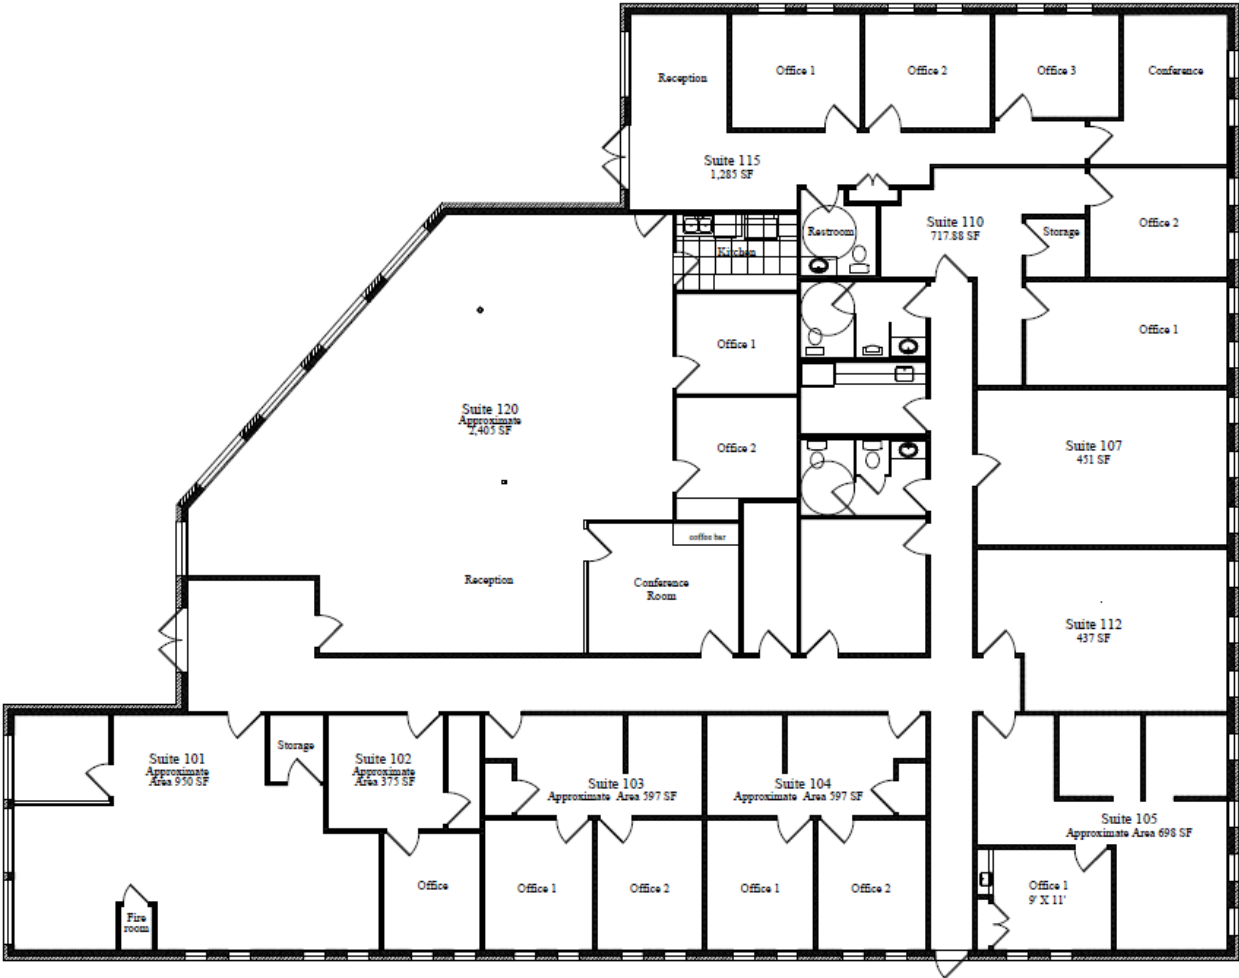 Reception
Office 1
Office 2
Office 3
Conference
Suite 115
1,285 SF
Restroom
Suite 110
717.88 SF
Storage
Office 2
Kitchen
Office 1
Office 1
Suite 120
Approximate
2,405 SF
Office 2
Suite 107
451 SF
coffee bar
Reception
Conference
Room
Suite 112
437 SF
Suite 101
Approximate
Area 950 SF
Storage
Suite 102
Approximate
Area 375 SF
Suite 103
Approximate Area 597 SF
Suite 104
Approximate Area 597 SF
Suite 105
Approximate Area 698 SF
Fire
room
Office
Office 1
Office 2
Office 1
Office 2
Office 1
9' X 11'